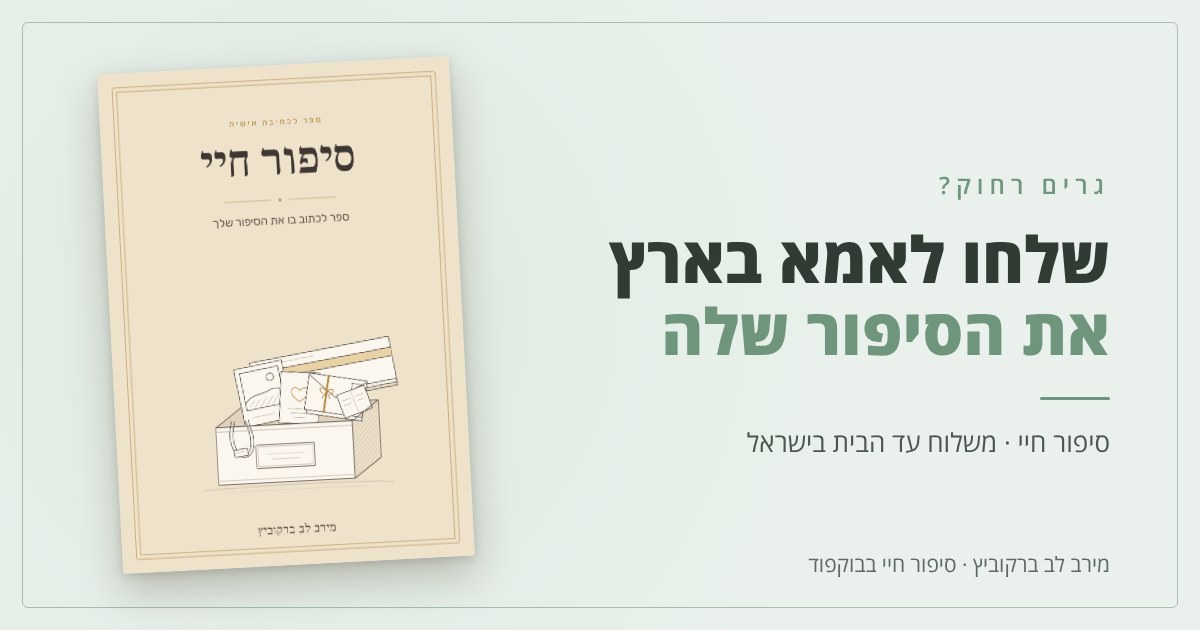 גרים רחוק?
שלחו לאמא בארץ
את הסיפור שלה
סיפור חיי · משלוח עד הבית בישראל
מירב לב ברקוביץ · סיפור חיי בבוקפוד
ספר לכתיבה אישית
סיפור חיי
ספר לכתוב בו את הסיפור שלך
מירב לב ברקוביץ